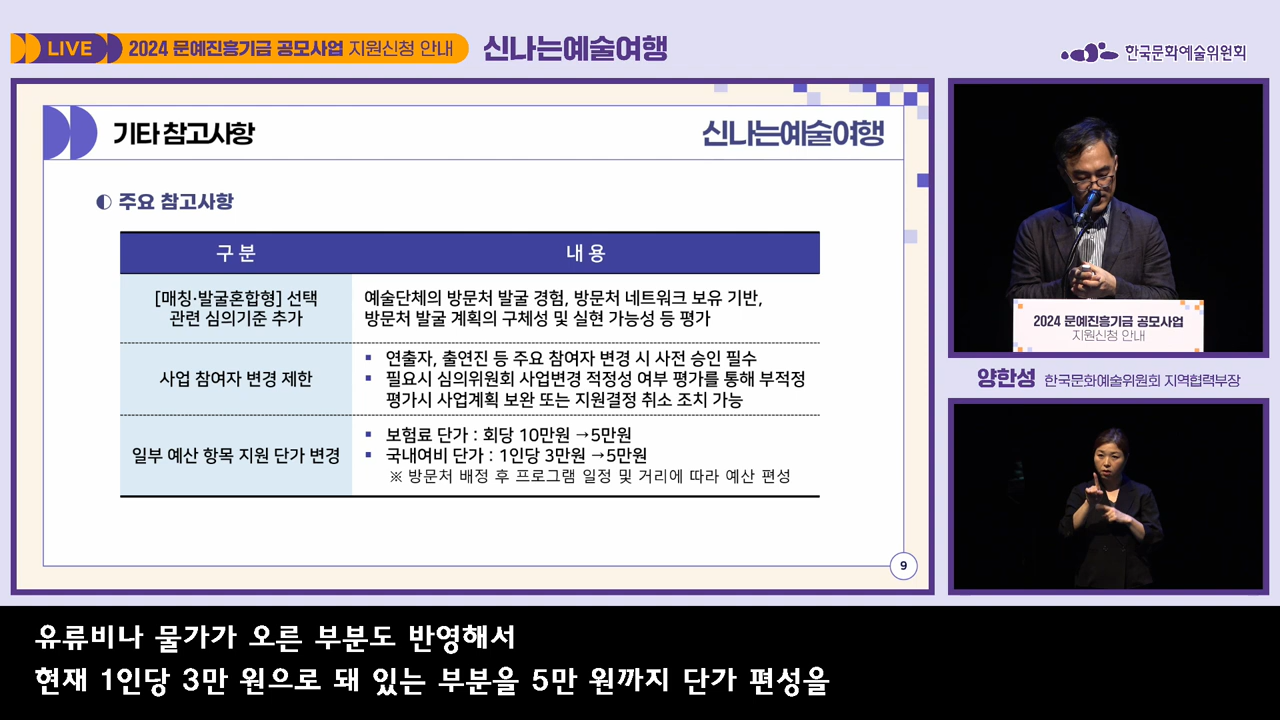 LIVE 2024 문예진흥기금 공모사업 지원신청 안내 신나는예술여행
한국문화예술위원회
기타 참고사항
신나는예술여행
주요 참고사항
구 분
내 용
[매칭·발굴혼합형] 선택
관련 심의기준 추가
예술단체의 방문처 발굴 경험, 방문처 네트워크 보유 기반,
방문처 발굴 계획의 구체성 및 실현 가능성 등 평가
사업 참여자 변경 제한
▪ 연출자, 출연진 등 주요 참여자 변경 시 사전 승인 필수
▪ 필요시 심의위원회 사업변경 적정성 여부 평가를 통해 부적정
평가시 사업계획 보완 또는 지원결정 취소 조치 가능
일부 예산 항목 지원 단가 변경
▪ 보험료 단가 : 회당 10만원 →5만원
▪ 국내여비 단가 : 1인당 3만원 →5만원
※ 방문처 배정 후 프로그램 일정 및 거리에 따라 예산 편성
9
2024 문예진흥기금 공모사업
지원신청 안내
양한성 한국문화예술위원회 지역협력부장
유류비나 물가가 오른 부분도 반영해서
현재 1인당 3만 원으로 돼 있는 부분을 5만 원까지 단가 편성을